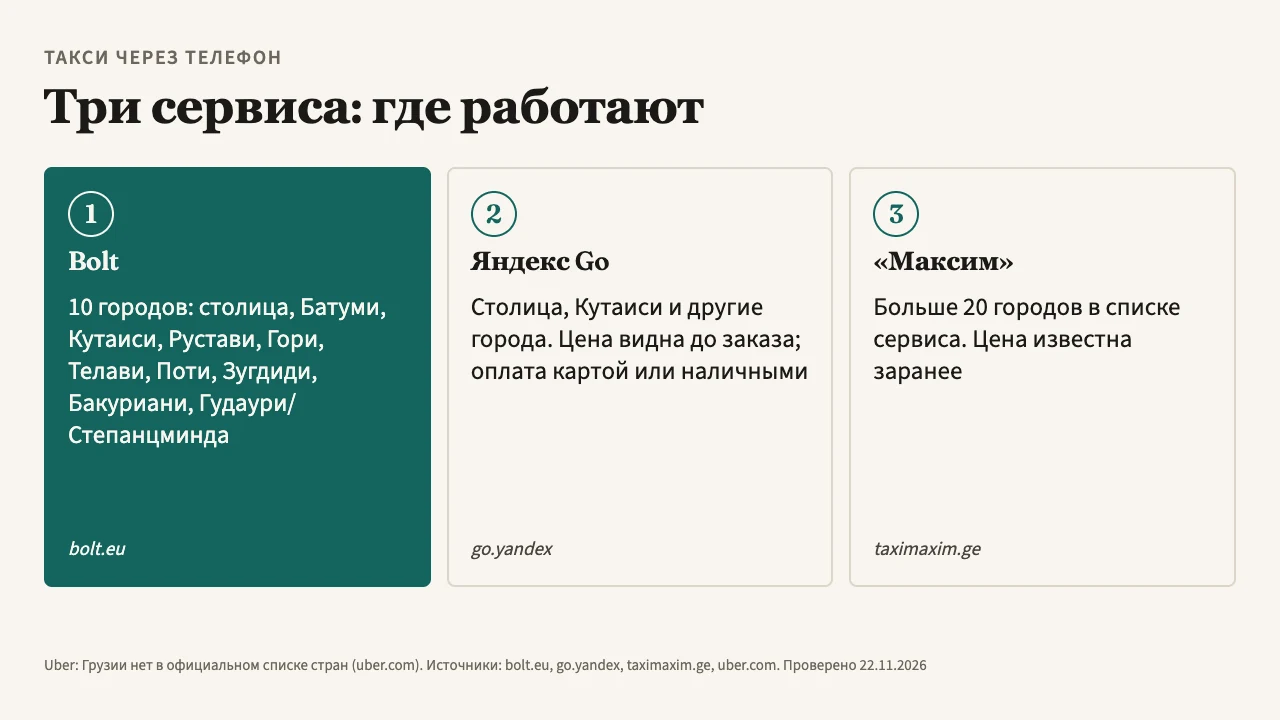 ТАКСИ ЧЕРЕЗ ТЕЛЕФОН
Три сервиса: где работают
1
Bolt
10 городов: столица, Батуми,
Кутаиси, Рустави, Гори,
Телави, Поти, Зугдиди,
Бакуриани, Гудаури/
Степанцминда
bolt.eu
2
Яндекс Go
Столица, Кутаиси и другие
города. Цена видна до заказа;
оплата картой или наличными
go.yandex
3
«Максим»
Больше 20 городов в списке
сервиса. Цена известна
заранее
taximaxim.ge
Uber: Грузии нет в официальном списке стран (uber.com). Источники: bolt.eu, go.yandex, taximaxim.ge, uber.com. Проверено 22.11.2026